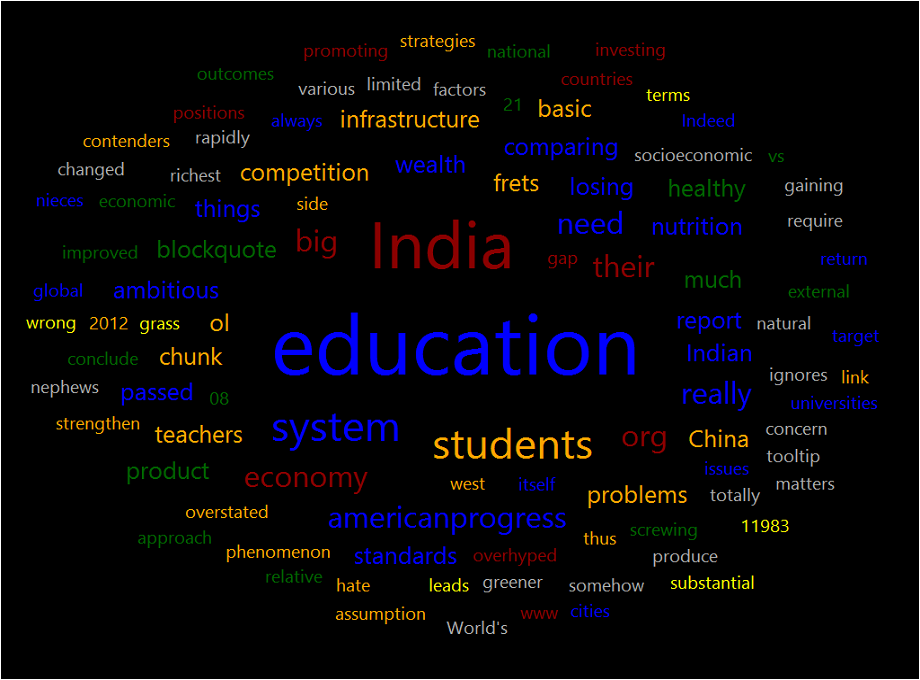 strategies
promoting national investing
outcomes countries
various limited factors terms
positions 21 basic
always infrastructure Indeed
contenders rapidly comparing socioeconomic vs
changed richest competition wealth
frets losing healthy gaining
nieces economic things side need nutrition require
improved blockquote big India gap their return
global ambitious much external
wrong 2012 grass ol education report natural target
conclude chunk Indian
nephews passed 08 really ignores link
universities
strengthen teachers system students org China concern
tooltip
product economy west itself issues matters
problems totally
overstated americanprogress 11983
approach phenomenon thus screwing
standards overhyped produce
relative hate leads greener somehow substantial
assumption World's www cities